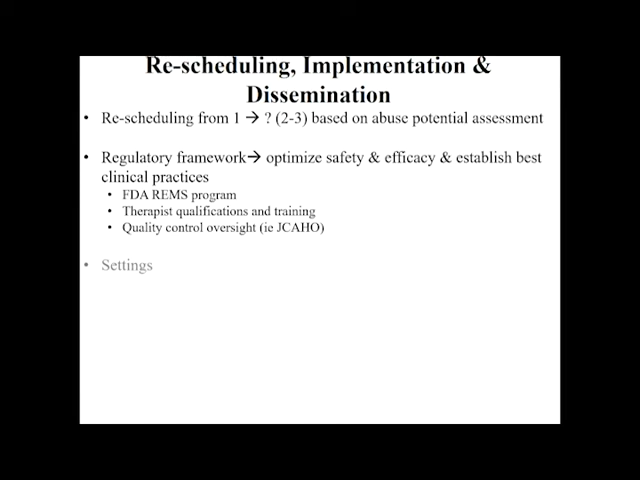 Re-scheduling, Implementation &
Dissemination
• Re-scheduling from 1 → ? (2-3) based on abuse potential assessment
• Regulatory framework→ optimize safety & efficacy & establish best
clinical practices
• FDA REMS program
• Therapist qualifications and training
• Quality control oversight (ie JCAHO)
• Settings